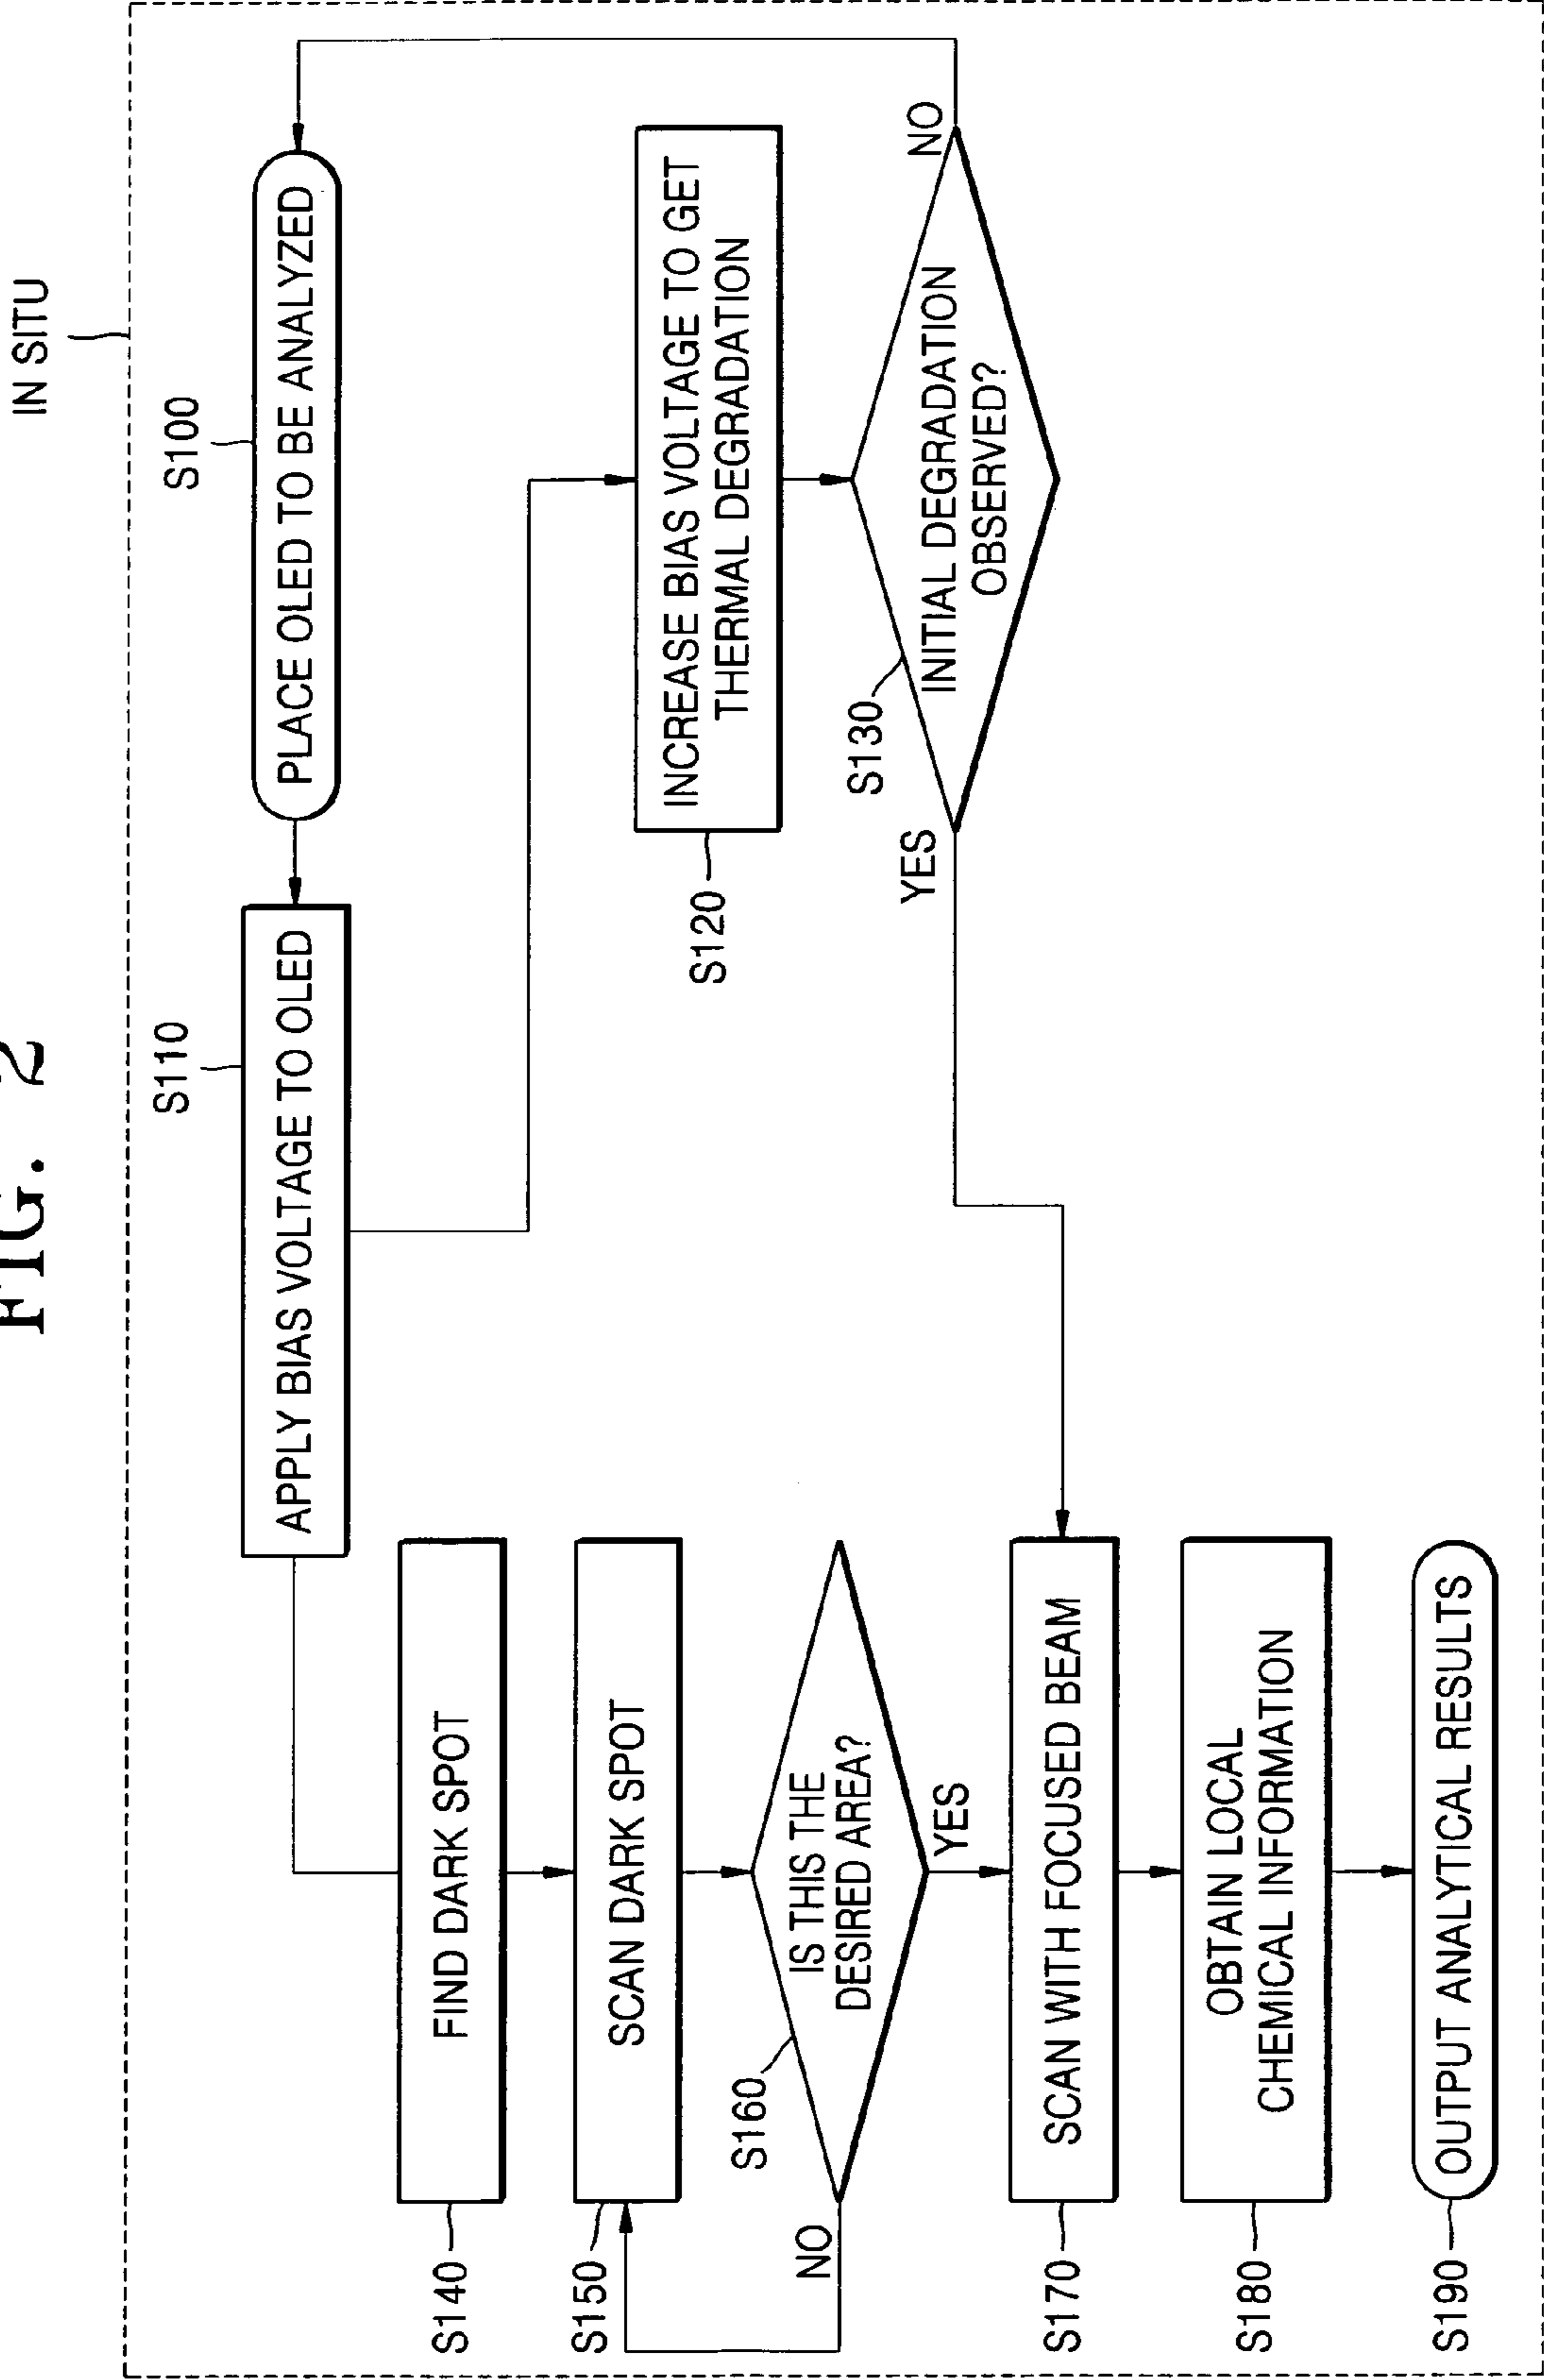 FIG. 2
IN SITU
S100
PLACE OLED TO BE ANALYZED
S110
APPLY BIAS VOLTAGE TO OLED
S120
INCREASE BIAS VOLTAGE TO GET
THERMAL DEGRADATION
S130
INITIAL DEGRADATION
OBSERVED?
NO
YES
S140
FIND DARK SPOT
S150
SCAN DARK SPOT
S160
IS THIS THE
DESIRED AREA?
NO
YES
S170
SCAN WITH FOCUSED BEAM
S180
OBTAIN LOCAL
CHEMICAL INFORMATION
S190
OUTPUT ANALYTICAL RESULTS